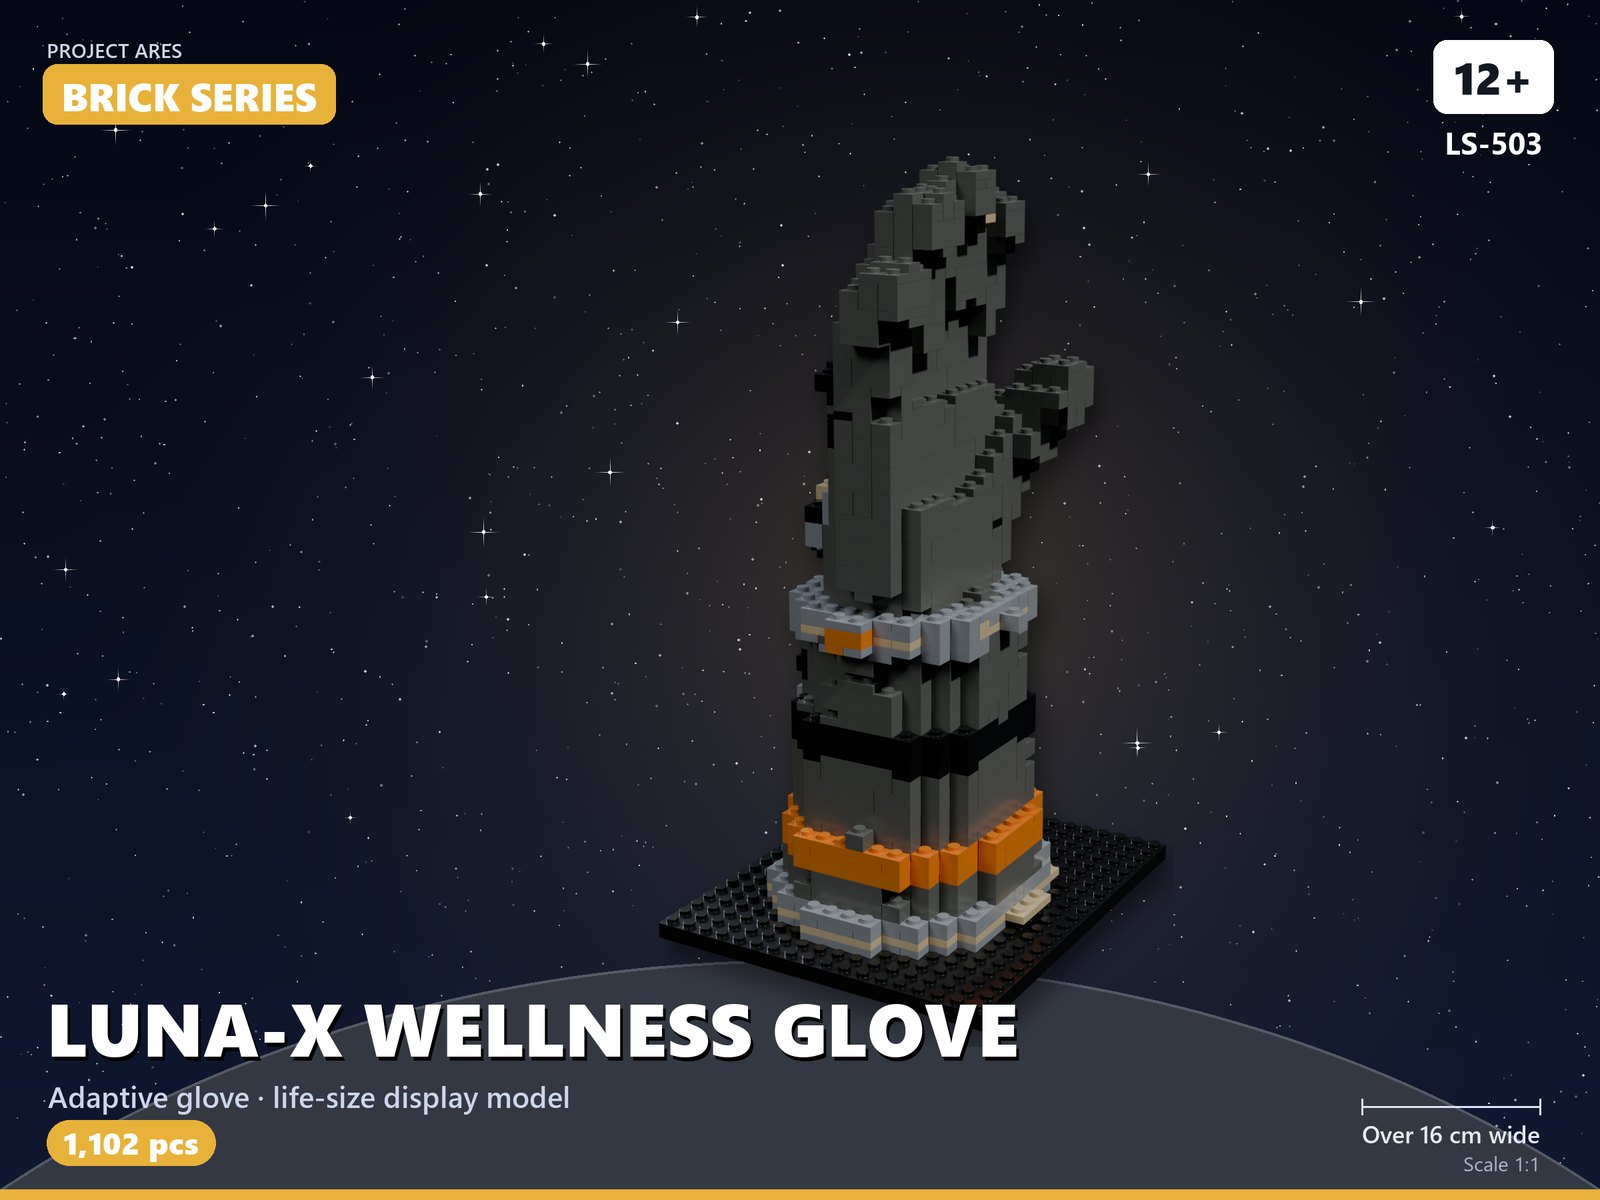 PROJECT ARES
BRICK SERIES
12+
LS-503
LUNA-X WELLNESS GLOVE
Adaptive glove · life-size display model
1,102 pcs
Over 16 cm wide
Scale 1:1